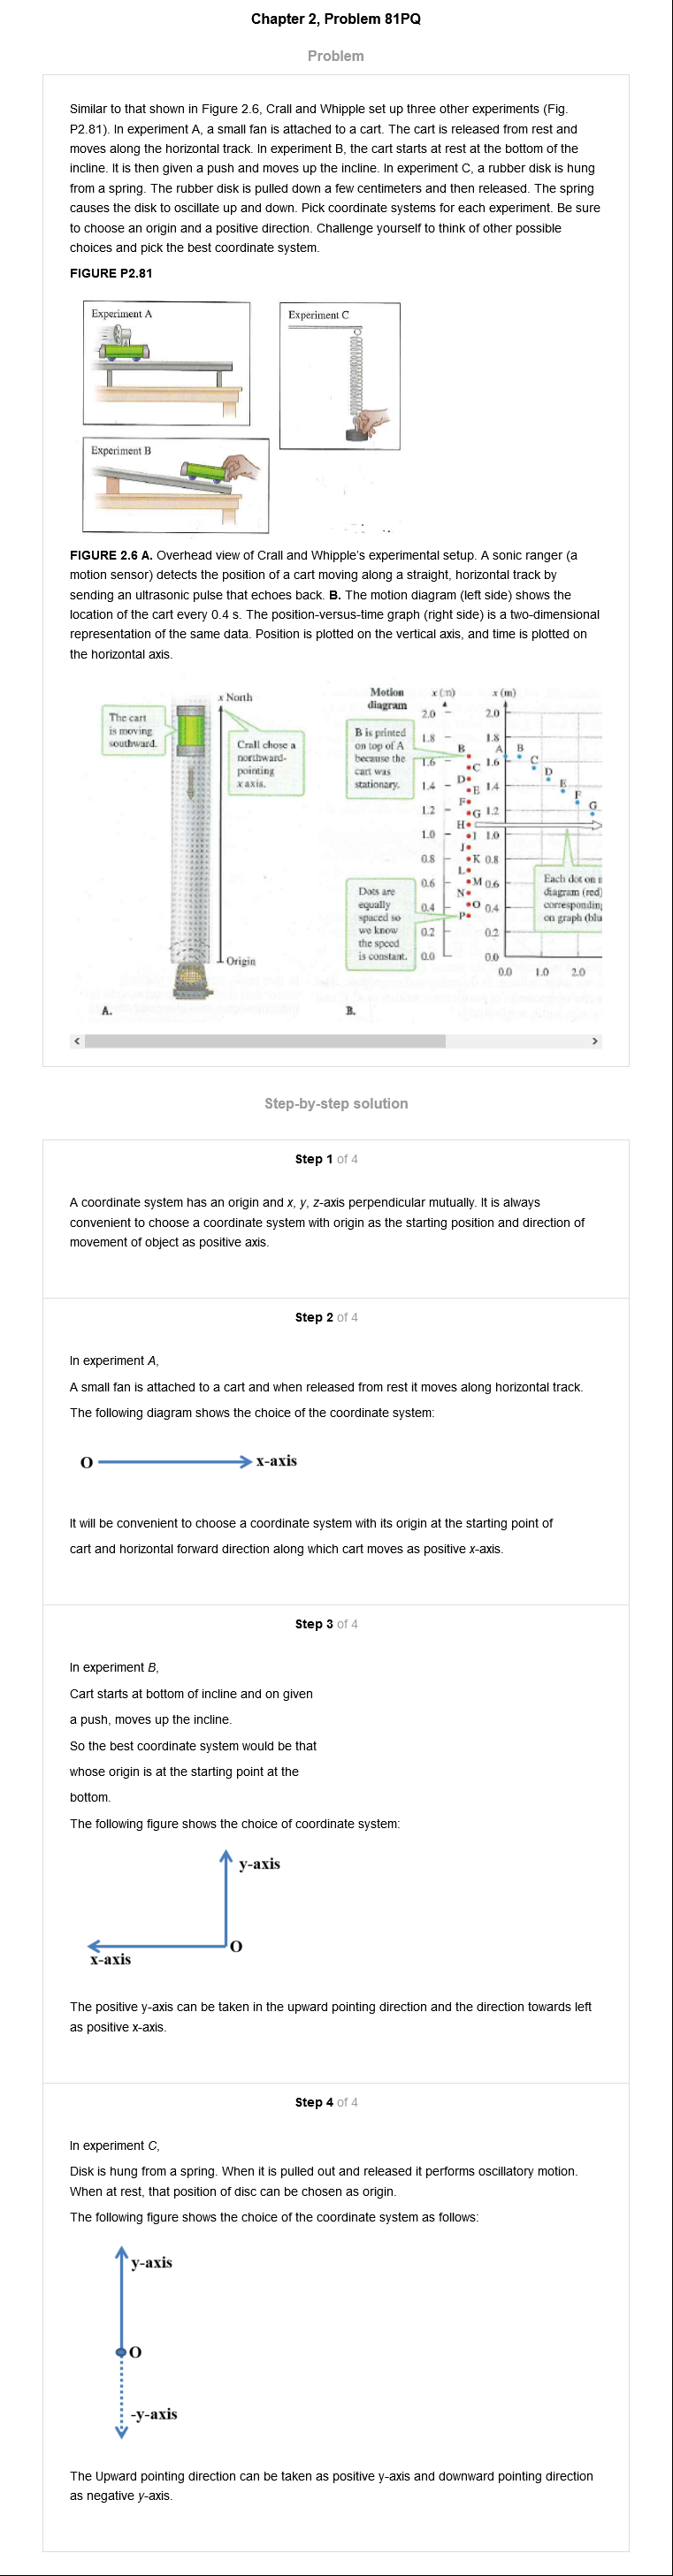 Chapter 2, Problem 81PQ
Problem
Similar to that shown in Figure 2.6, Crall and Whipple set up three other experiments (Fig.
P2.81). In experiment A, a small fan is attached to a cart. The cart is released from rest and
moves along the horizontal track. In experiment B, the cart starts at rest at the bottom of the
incline. It is then given a push and moves up the incline. In experiment C, a rubber disk is hung
from a spring. The rubber disk is pulled down a few centimeters and then released. The spring
causes the disk to oscillate up and down. Pick coordinate systems for each experiment. Be sure
to choose an origin and a positive direction. Challenge yourself to think of other possible
choices and pick the best coordinate system.
FIGURE P2.81
Experiment A
Experiment C
Experiment B
FIGURE 2.6 A. Overhead view of Crall and Whipple's experimental setup. A sonic ranger (a
motion sensor) detects the position of a cart moving along a straight, horizontal track by
sending an ultrasonic pulse that echoes back. B. The motion diagram (left side) shows the
location of the cart every 0.4 s. The position-versus-time graph (right side) is a two-dimensional
representation of the same data. Position is plotted on the vertical axis, and time is plotted on
the horizontal axis.
x North
The cart
is moving
southward.
Crall chose a
northward-
pointing
x axis.
Origin
A.
Motion
diagram
x (m)
x (m)
B is printed
on top of A
because the
cart was
stationary.
Dots are
equally
spaced so
we know
the speed
is constant.
2.0
1.8
1.6
1.4
1.2
1.0
0.8
0.6
0.4
0.2
0.0
B
C
D
E
F
G
H
I
J
K
L
M
N
O
P
2.0
1.8
1.6
1.4
1.2
1.0
0.8
0.6
0.4
0.2
0.0
A
B
C
D
E
F
G
Each dot on
diagram (red)
corresponding
on graph (blu
0.0 1.0 2.0
B.
Step-by-step solution
Step 1 of 4
A coordinate system has an origin and x, y, z-axis perpendicular mutually. It is always
convenient to choose a coordinate system with origin as the starting position and direction of
movement of object as positive axis.
Step 2 of 4
In experiment A,
A small fan is attached to a cart and when released from rest it moves along horizontal track.
The following diagram shows the choice of the coordinate system:
O x-axis
It will be convenient to choose a coordinate system with its origin at the starting point of
cart and horizontal forward direction along which cart moves as positive x-axis.
Step 3 of 4
In experiment B,
Cart starts at bottom of incline and on given
a push, moves up the incline.
So the best coordinate system would be that
whose origin is at the starting point at the
bottom.
The following figure shows the choice of coordinate system:
y-axis
O
x-axis
The positive y-axis can be taken in the upward pointing direction and the direction towards left
as positive x-axis.
Step 4 of 4
In experiment C,
Disk is hung from a spring. When it is pulled out and released it performs oscillatory motion.
When at rest, that position of disc can be chosen as origin.
The following figure shows the choice of the coordinate system as follows:
y-axis
O
-y-axis
The Upward pointing direction can be taken as positive y-axis and downward pointing direction
as negative y-axis.